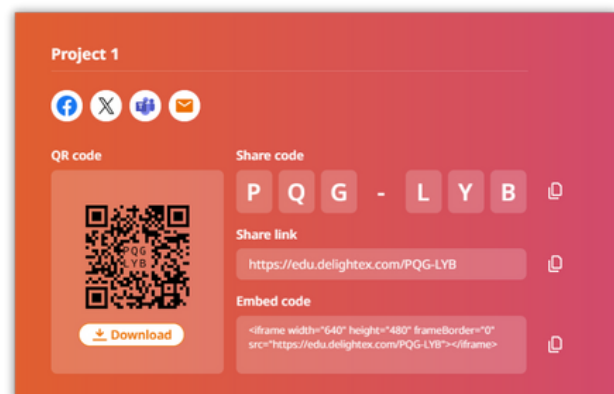 Project 1
QR code
PQG
LYB
Download
Share code
P Q G - L Y B
Share link
https://edu.delightex.com/PQG-LYB
Embed code
<iframe width="640" height="480" frameBorder="0"
src="https://edu.delightex.com/PQG-LYB"></iframe>